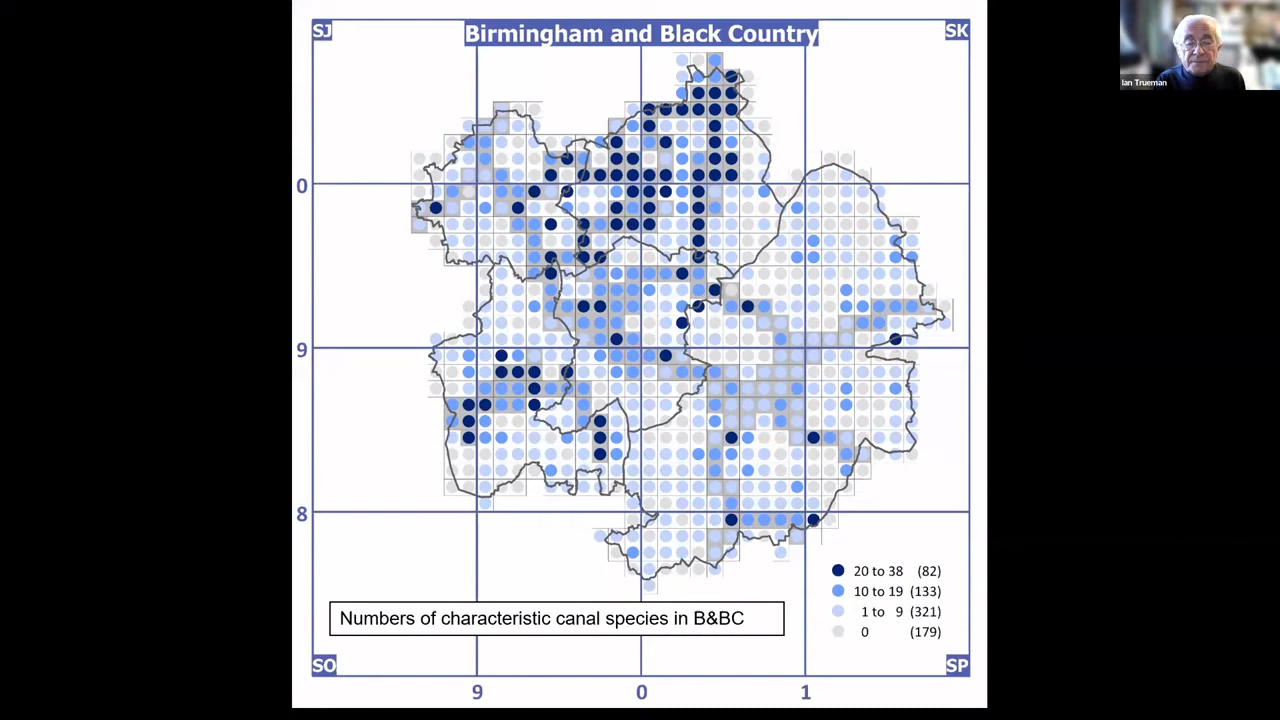 SJ
Birmingham and Black Country
SK
Ian Trueman
0
9
8
20 to 38 (82)
10 to 19 (133)
1 to 9 (321)
0 (179)
Numbers of characteristic canal species in B&BC
SO
SP
9
0
1